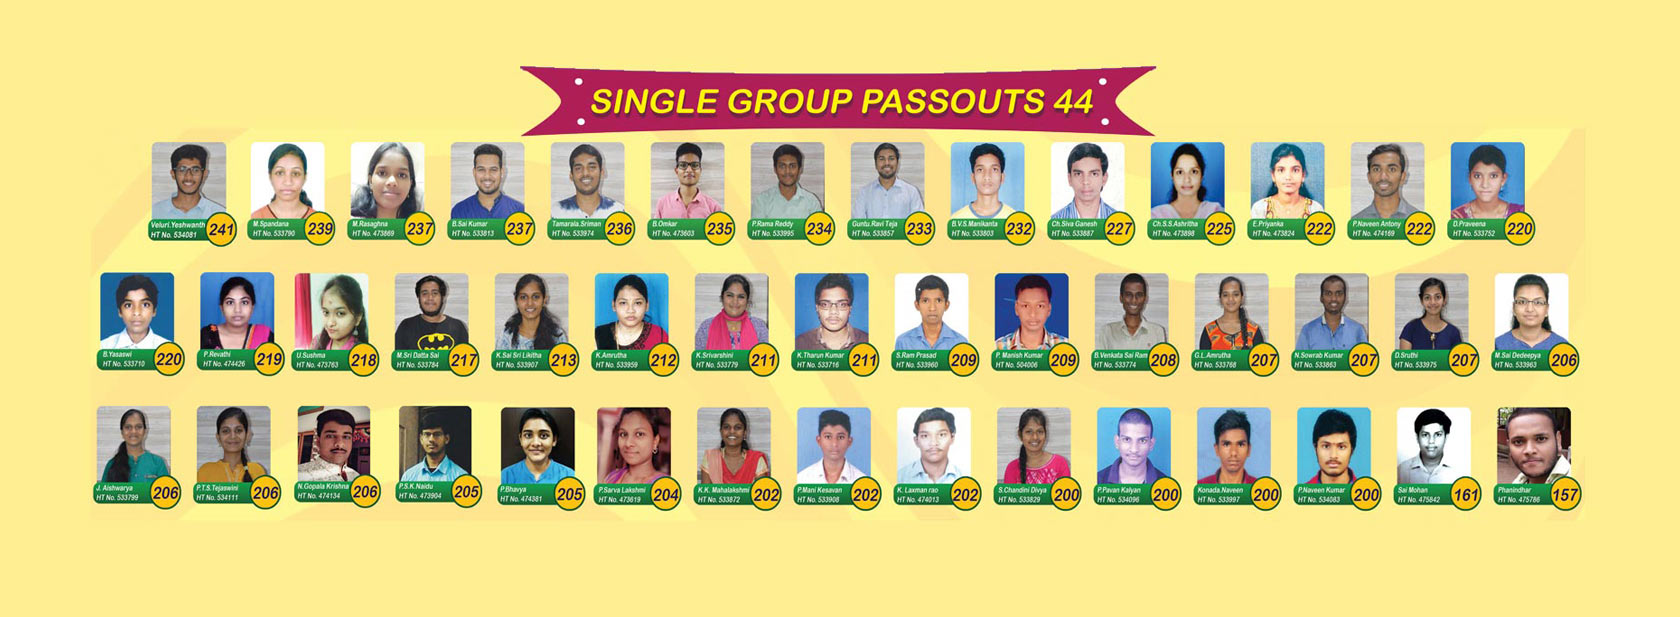 SINGLE GROUP PASSOUTS 44
Veluri.Yeshwanth
HT No. 534081
241
M.Spandana
HT No. 533790
239
M.Rasaghna
HT No. 473869
237
B.Sai Kumar
HT No. 533813
237
Tamarala.Sriman
HT No. 533974
236
B.Omkar
HT No. 473603
235
P.Rama Reddy
HT No. 533995
234
Guntu.Ravi Teja
HT No. 533857
233
B.V.S.Manikanta
HT No. 533803
232
Ch.Siva Ganesh
HT No. 533887
227
Ch.S.S.Ashritha
HT No. 473898
225
E.Priyanka
HT No. 473824
222
P.Naveen Antony
HT No. 474169
222
D.Praveena
HT No. 533752
220
B.Yasaswi
HT No. 533710
220
P.Revathi
HT No. 474426
219
U.Sushma
HT No. 473763
218
M.Sri Datta Sai
HT No. 533784
217
K.Sai Sri Likitha
HT No. 533907
213
K.Amrutha
HT No. 533959
212
K.Srivarshini
HT No. 533779
211
K.Tharun Kumar
HT No. 533716
211
S.Ram Prasad
HT No. 533960
209
P. Manish Kumar
HT No. 504006
209
B.Venkata Sai Ram
HT No. 533774
208
G.L.Amrutha
HT No. 533768
207
N.Sowrab Kumar
HT No. 533863
207
D.Sruthi
HT No. 533975
207
M.Sai Dedeepya
HT No. 533963
206
J. Aishwarya
HT No. 533799
206
P.T.S.Tejaswini
HT No. 534111
206
N.Gopala Krishna
HT No. 474134
206
P.S.K.Naidu
HT No. 473904
205
P.Bhavya
HT No. 474381
205
P.Sarva Lakshmi
HT No. 473619
204
K.K. Mahalakshmi
HT No. 533872
202
P.Mani Kesavan
HT No. 533908
202
K. Laxman rao
HT No. 474013
202
S.Chandini Divya
HT No. 533829
200
P.Pavan Kalyan
HT No. 534096
200
Konada.Naveen
HT No. 533997
200
P.Naveen Kumar
HT No. 534083
200
Sai Mohan
HT No. 475842
161
Phanindhar
HT No. 475786
157